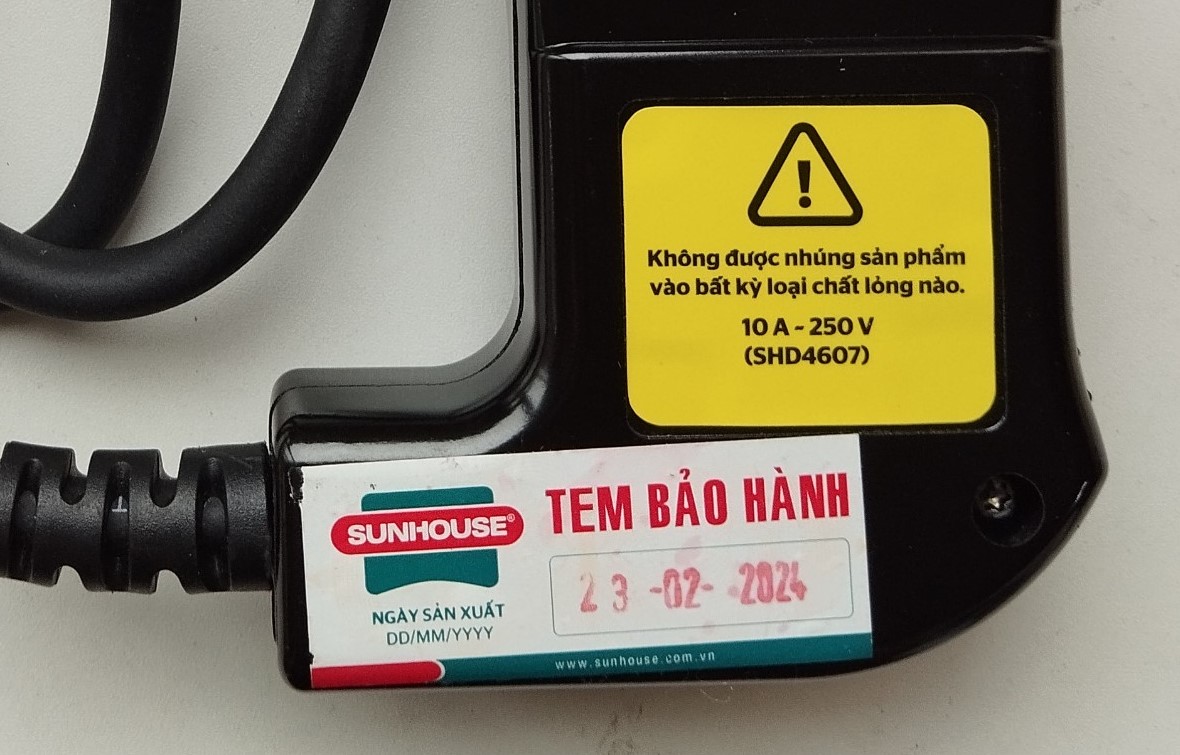 !
Không được nhúng sản phẩm
vào bất kỳ loại chất lỏng nào.
10 A ~ 250 V
(SHD4607)
SUNHOUSE®
TEM BẢO HÀNH
23 -02- 2024
NGÀY SẢN XUẤT
DD/MM/YYYY
www.sunhouse.com.vn